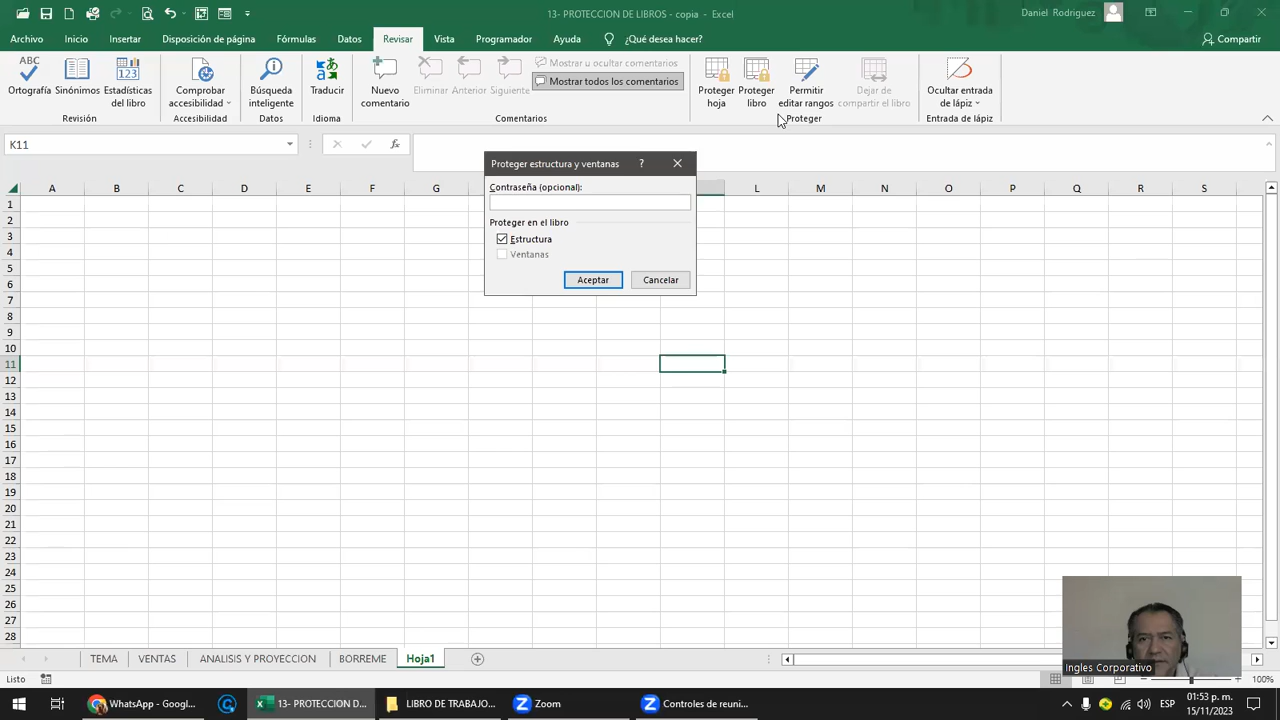 13- PROTECCION DE LIBROS - copia - Excel
Daniel Rodriguez
Archivo Inicio Insertar Disposición de página Fórmulas Datos Revisar Vista Programador Ayuda ¿Qué desea hacer? Compartir
Ortografía
Sinónimos
Estadísticas del libro
Revisión
Comprobar accesibilidad
Accesibilidad
Búsqueda inteligente
Datos
Traducir
Idioma
Nuevo comentario
Eliminar
Anterior
Siguiente
Mostrar u ocultar comentarios
Mostrar todos los comentarios
Comentarios
Proteger hoja
Proteger libro
Permitir editar rangos
Dejar de compartir el libro
Proteger
Ocultar entrada de lápiz
Entrada de lápiz
K11
fx
Proteger estructura y ventanas ?
Contraseña (opcional):
Proteger en el libro
Estructura
Ventanas
Aceptar Cancelar
A B C D E F G L M N O P Q R S
1
2
3
4
5
6
7
8
9
10
11
12
13
14
15
16
17
18
19
20
21
22
23
24
25
26
27
28
Ingles Corporativo
TEMA VENTAS ANALISIS Y PROYECCION BORREME Hoja1
Listo
100%
WhatsApp - Googl...
13- PROTECCION D...
LIBRO DE TRABAJO...
Zoom
Controles de reuni...
ESP
01:53 p. m.
15/11/2023